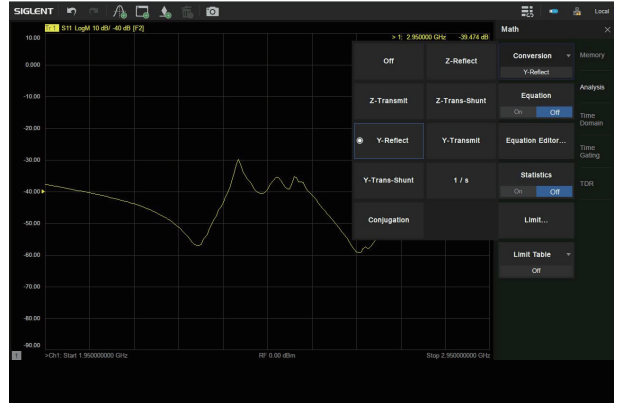 SIGLENT
Local
Tr 1 S11 LogM 10 dB/ -40 dB [F2]
> 1: 2.950000 GHz -39.474 dB
10.00
0.000
-10.00
-20.00
-30.00
-40.00
-50.00
-60.00
-70.00
-80.00
-90.00
Off
Z-Reflect
Z-Transmit
Z-Trans-Shunt
Y-Reflect
Y-Transmit
Y-Trans-Shunt
1 / s
Conjugation
Math
Conversion
Y-Reflect
Equation
On Off
Equation Editor...
Statistics
On Off
Limit...
Limit Table
Off
Memory
Analysis
Time
Domain
Time
Gating
TDR
1
>Ch1: Start 1.950000000 GHz
RF 0.00 dBm
Stop 2.950000000 GHz